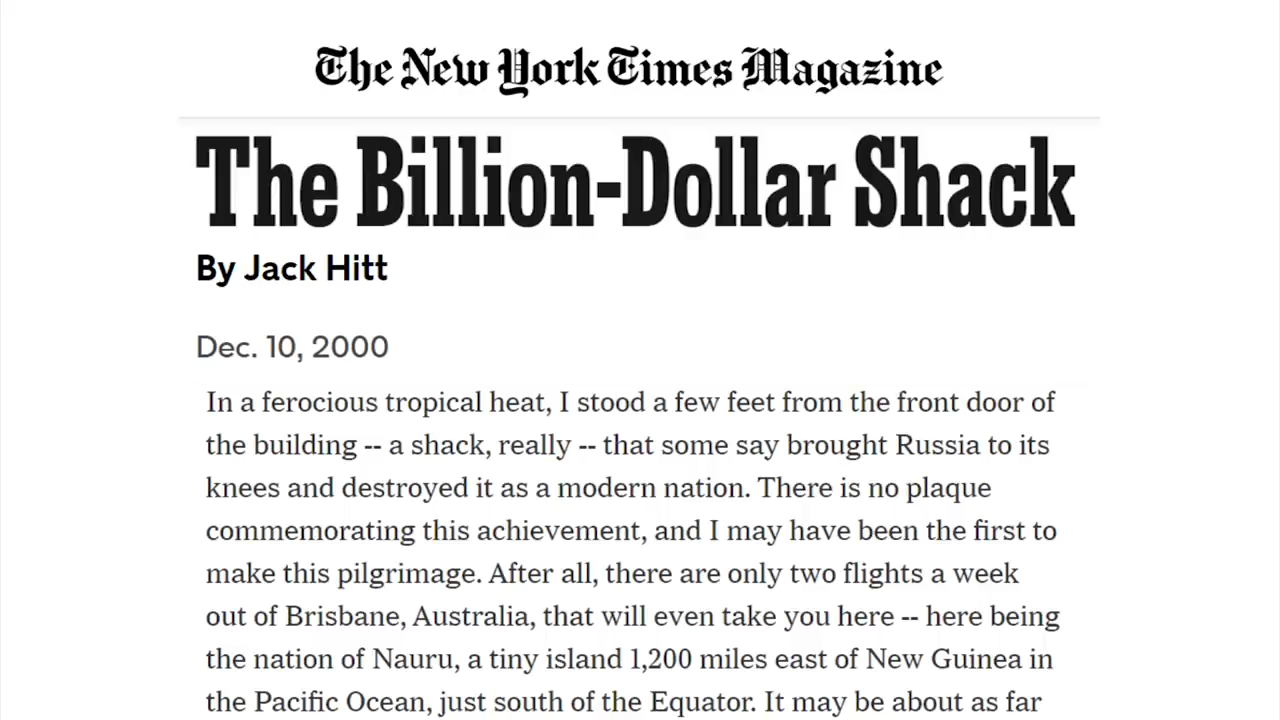 The New York Times Magazine
The Billion-Dollar Shack
By Jack Hitt
Dec. 10, 2000
In a ferocious tropical heat, I stood a few feet from the front door of
the building -- a shack, really -- that some say brought Russia to its
knees and destroyed it as a modern nation. There is no plaque
commemorating this achievement, and I may have been the first to
make this pilgrimage. After all, there are only two flights a week
out of Brisbane, Australia, that will even take you here -- here being
the nation of Nauru, a tiny island 1,200 miles east of New Guinea in
the Pacific Ocean, just south of the Equator. It may be about as far